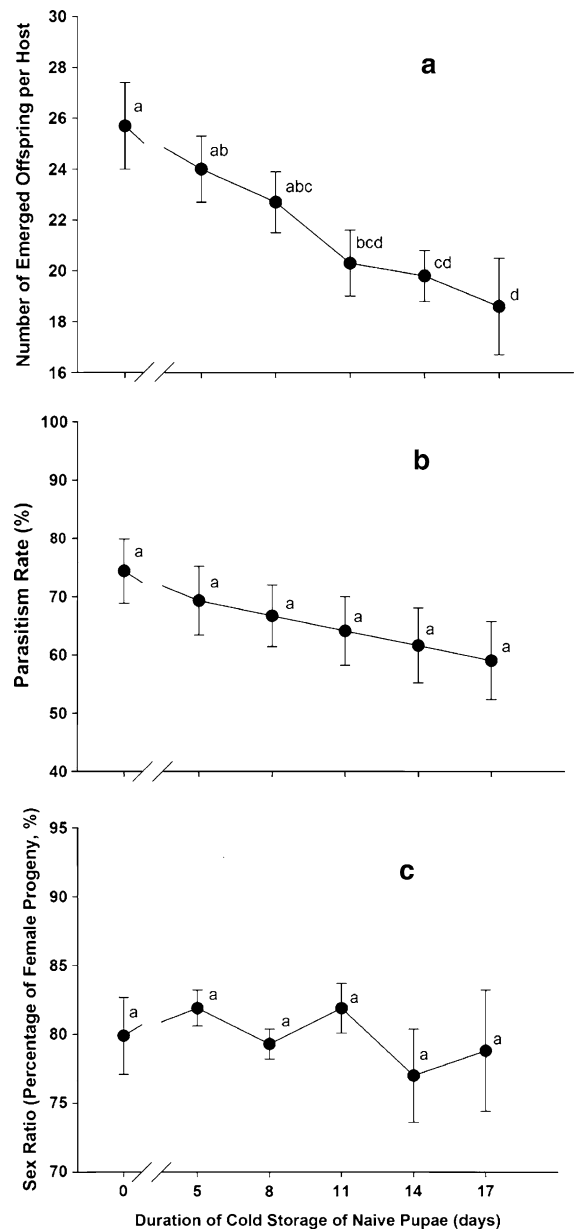 30
28
26
24
22
20
18
16
Number of Emerged Offspring per Host
a
a
ab
abc
bcd
cd
d
100
90
80
70
60
50
40
Parasitism Rate (%)
b
a
a
a
a
a
a
95
90
85
80
75
70
Sex Ratio (Percentage of Female Progeny, %)
c
a
a
a
a
a
a
0 5 8 11 14 17
Duration of Cold Storage of Naive Pupae (days)